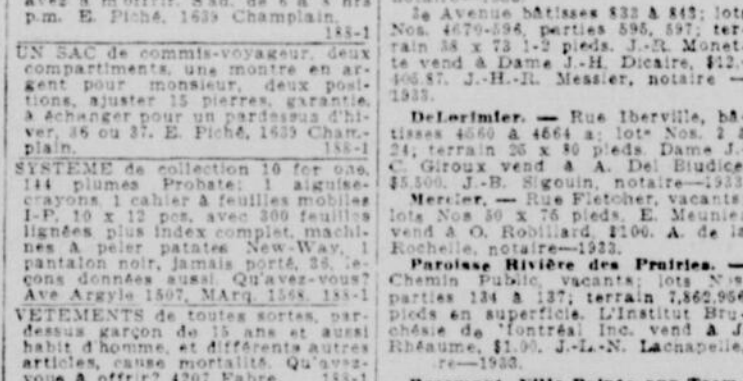 p.m. E. Piché, 1639 Champlain.
188-1
UN SAC de commis-voyageur, deux
compartiments, une montre en ar-
gent pour monsieur, deux posi-
tions, ajuster 15 pierres, garantie,
à échanger pour un pardessus d'hi-
ver, 36 ou 37. E. Piché, 1639 Cham-
plain. 188-1
SYSTEME de collection 10 for one,
144 plumes Probate; 1 aiguise-
crayons, 1 cahier à feuilles mobiles
I-P, 10 x 12 pcs, avec 300 feuilles
lignées plus index complet, machi-
nes à peler patates New-Way, 1
pantalon noir, jamais porté, 36, le-
çons données aussi. Qu'avez-vous?
Ave Argyle 1507, MArq. 1568. 188-1
VETEMENTS de toutes sortes, par-
dessus garçon de 15 ans et aussi
habit d'homme, et différents autres
articles, cause mortalité. Qu'avez-
vous à offrir? 4207 Fabre. 188-1
3e Avenue bâtisses 833 à 843; lots
Nos. 4679-596, parties 595, 597; ter-
rain 38 x 73 1-2 pieds. J.-R. Monet-
te vend à Dame J.-H. Dicaire, $12,-
406.87. J.-H.-R. Messier, notaire —
1933.
DeLorimier. — Rue Iberville, bâ-
tisses 4660 à 4664 a; lots Nos. 2 à
24; terrain 25 x 80 pieds. Dame J.-
C. Giroux vend à A. Del Biudice
$5,500. J.-B. Sigouin, notaire—1933
Mercier. — Rue Fletcher, vacants
lots Nos 50 x 76 pieds. E. Meunier
vend à O. Robillard, $100. A. de la
Rochelle, notaire—1933.
Paroisse Rivière des Prairies. —
Chemin Public, vacants; lots Nos
parties 134 à 137; terrain 7,862,956
pieds en superficie. L'Institut Bru-
chésie de Montréal Inc. vend à J.
Rhéaume, $1.00. J.-L.-N. Lachapelle,
re—1933.